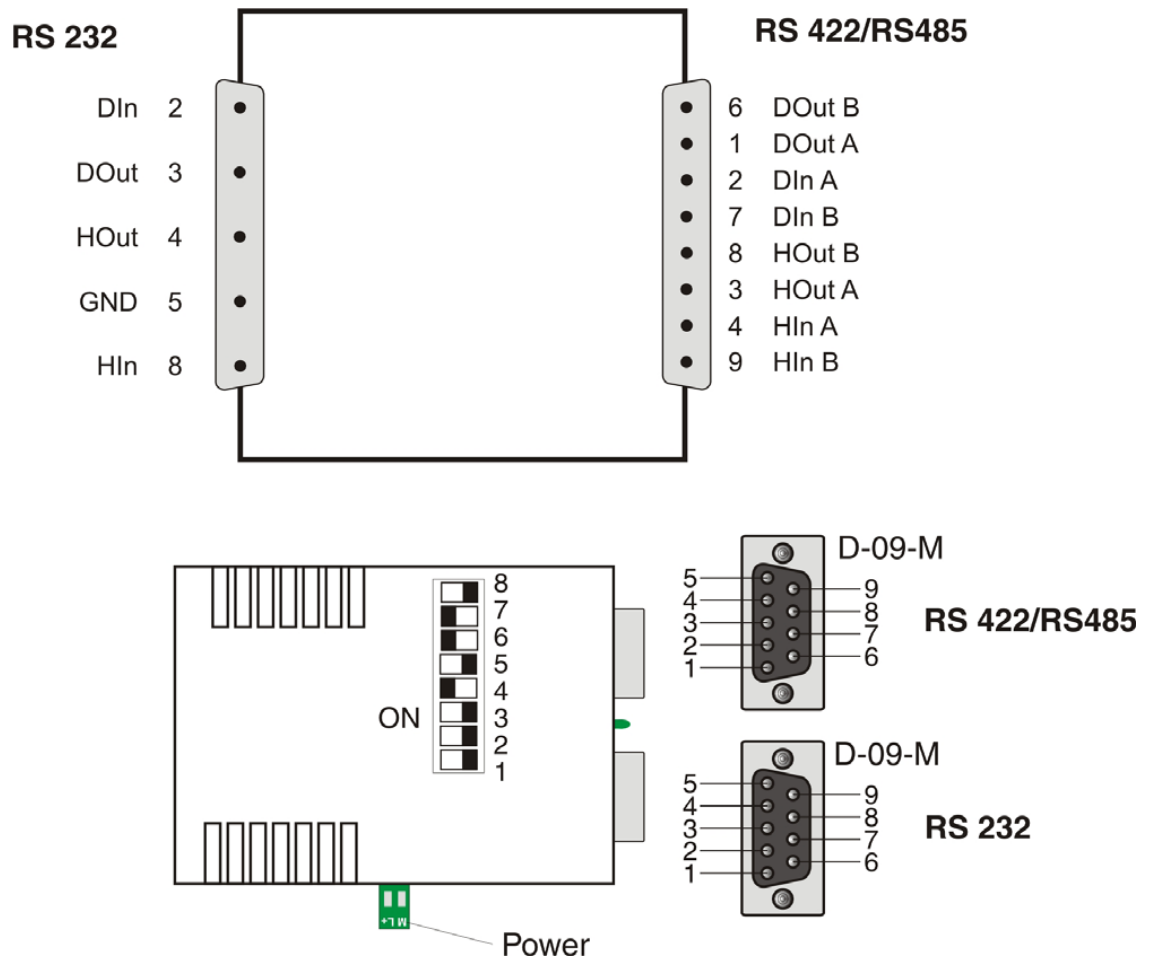 RS 232
RS 422/RS485
DIn 2
DOut 3
HOut 4
GND 5
HIn 8
6 DOut B
1 DOut A
2 DIn A
7 DIn B
8 HOut B
3 HOut A
4 HIn A
9 HIn B
ON
8
7
6
5
4
3
2
1
M L+
Power
D-09-M
5
4
3
2
1
9
8
7
6
RS 422/RS485
D-09-M
5
4
3
2
1
9
8
7
6
RS 232